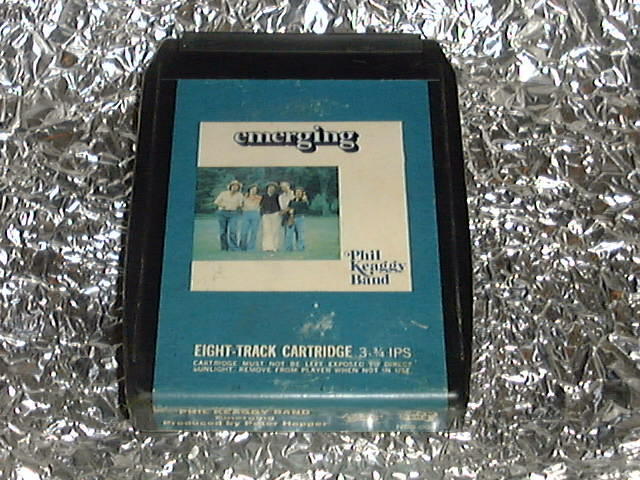 emerging
Phil
Keaggy
Band
EIGHT-TRACK CARTRIDGE 3-¾ IPS
CARTRIDGE MUST NOT BE LEFT EXPOSED TO DIRECT
SUNLIGHT. REMOVE FROM PLAYER WHEN NOT IN USE.
PHIL KEAGGY BAND
Emerging
Produced by Peter Hopper